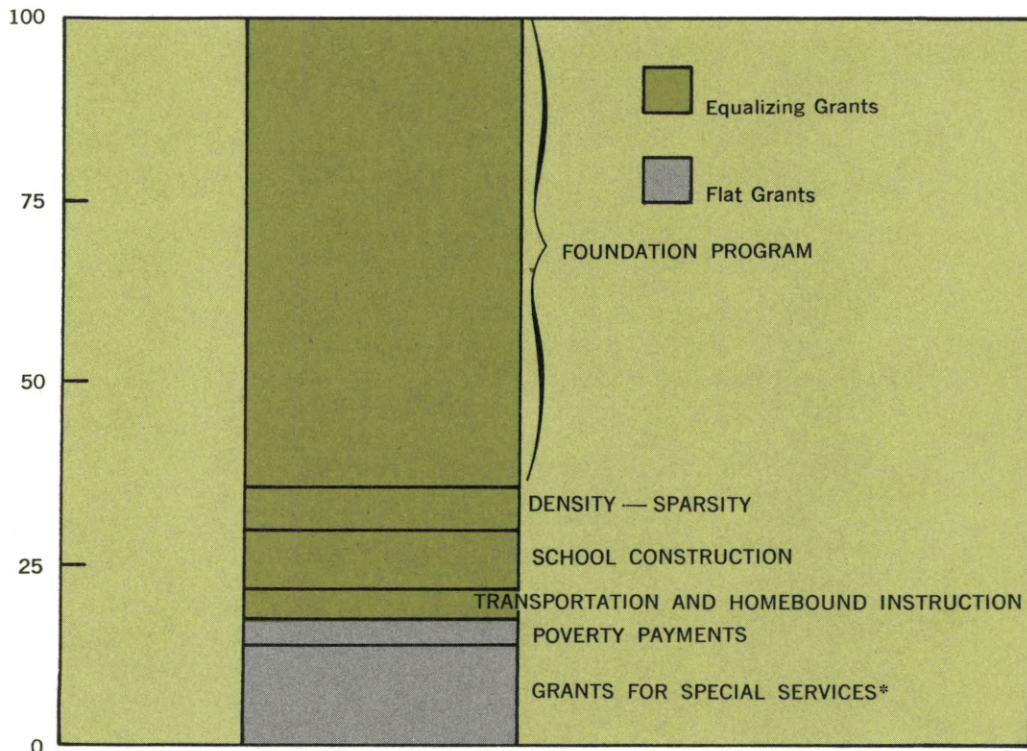 100
Equalizing Grants
75
Flat Grants
FOUNDATION PROGRAM
50
DENSITY — SPARSITY
25
SCHOOL CONSTRUCTION
TRANSPORTATION AND HOMEBOUND INSTRUCTION
POVERTY PAYMENTS
GRANTS FOR SPECIAL SERVICES*
0